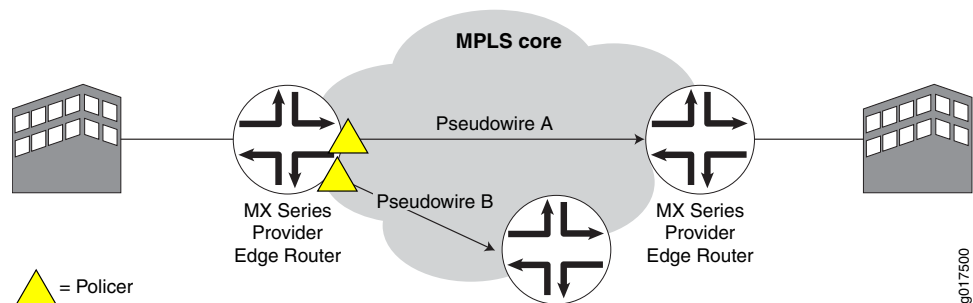 MPLS core
Pseudowire A
Pseudowire B
MX Series
Provider
Edge Router
MX Series
Provider
Edge Router
= Policer
g017500